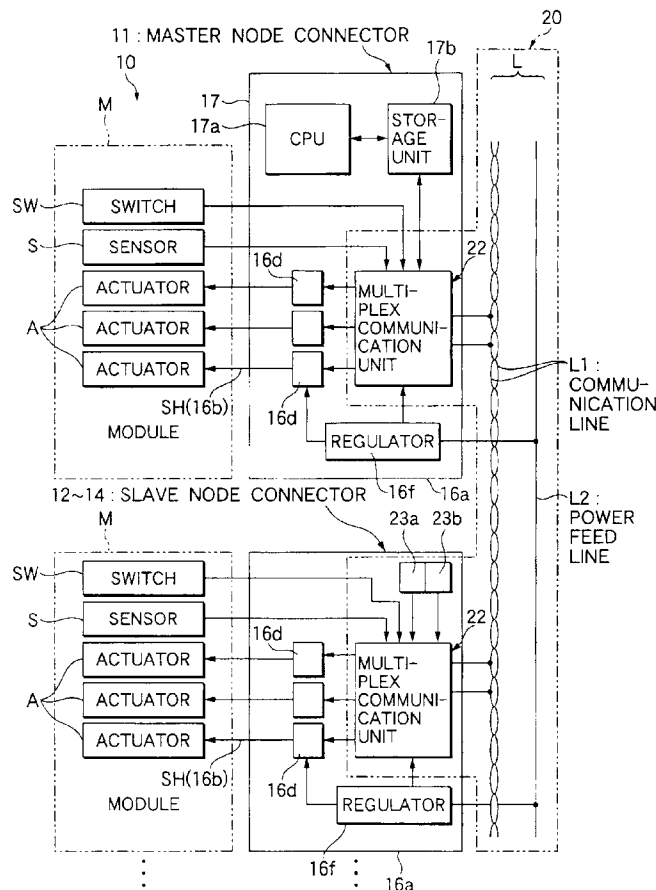 11 : MASTER NODE CONNECTOR
20
10
17
17b
L
M
17a
CPU
STOR-
AGE
UNIT
SW
SWITCH
S
SENSOR
16d
22
ACTUATOR
MULTI-
PLEX
COMMUNI-
CATION
UNIT
A
ACTUATOR
ACTUATOR
L1 :
COMMU-
NICATION
LINE
SH(16b)
16d
MODULE
REGULATOR
16f
16a
12~14 : SLAVE NODE CONNECTOR
L2 :
POWER
FEED
LINE
M
23a
23b
SW
SWITCH
S
SENSOR
16d
22
ACTUATOR
MULTI-
PLEX
COMMUNI-
CATION
UNIT
A
ACTUATOR
ACTUATOR
SH(16b)
16d
MODULE
REGULATOR
16f
16a